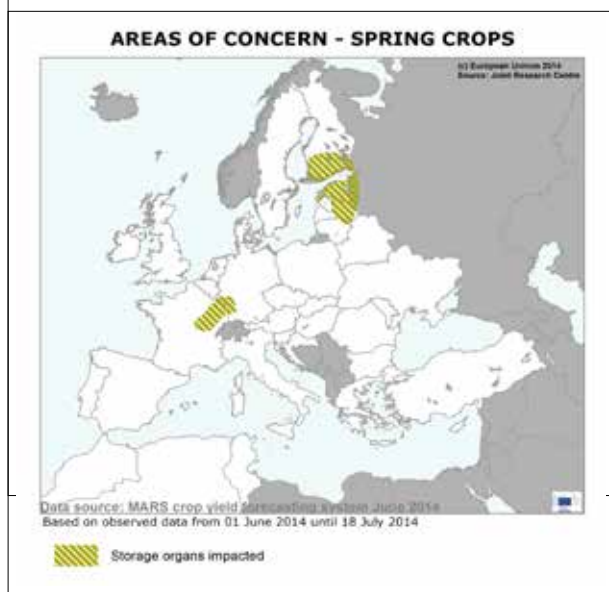 AREAS OF CONCERN - SPRING CROPS
(c) European Union 2014
Source: Joint Research Centre
Data source: MARS crop yield forecasting system June 2014
Based on observed data from 01 June 2014 until 18 July 2014
Storage organs impacted